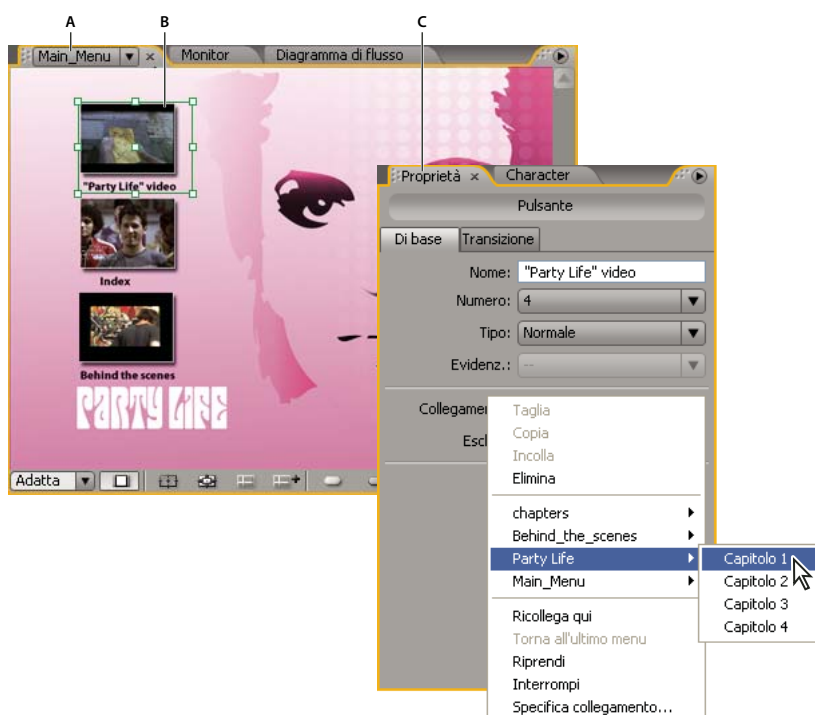 A B C
Main_Menu × Monitor Diagramma di flusso
"Party Life" video
Index
Behind the scenes
PARTY LIFE
Adatta
Proprietà × Character
Pulsante
Di base Transizione
Nome: "Party Life" video
Numero: 4
Tipo: Normale
Evidenz.: --
Collegamen
Escl
Taglia
Copia
Incolla
Elimina
chapters
Behind_the_scenes
Party Life
Main_Menu
Capitolo 1
Capitolo 2
Capitolo 3
Capitolo 4
Ricollega qui
Torna all'ultimo menu
Riprendi
Interrompi
Specifica collegamento...